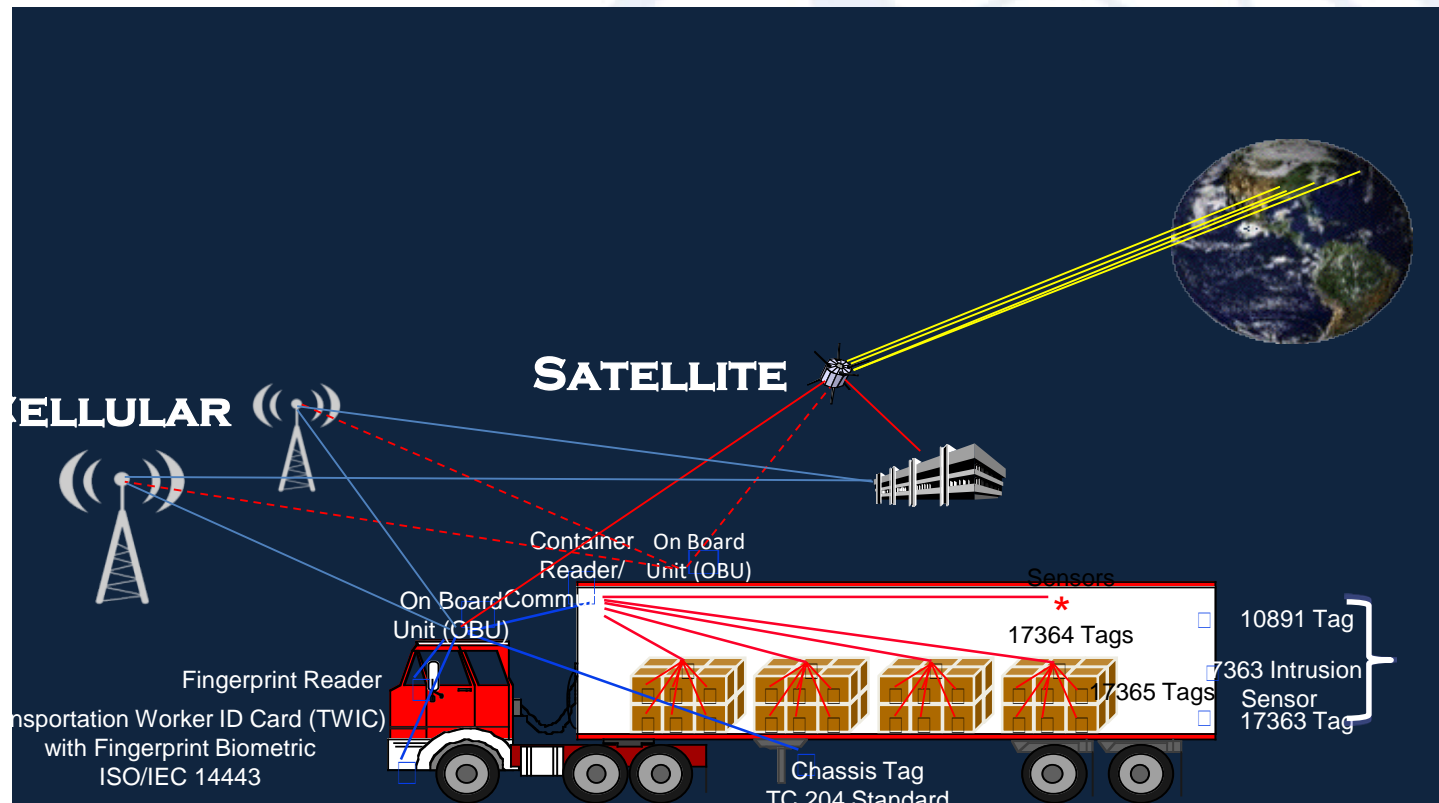 SATELLITE
ELLULAR
Container
Reader/
Commu
On Board
Unit (OBU)
Sensors
*
On Board
Unit (OBU)
17364 Tags
10891 Tag
Fingerprint Reader
17365 Tags
7363 Intrusion
Sensor
17363 Tag
nsportation Worker ID Card (TWIC)
with Fingerprint Biometric
ISO/IEC 14443
Chassis Tag
TC 204 Standard